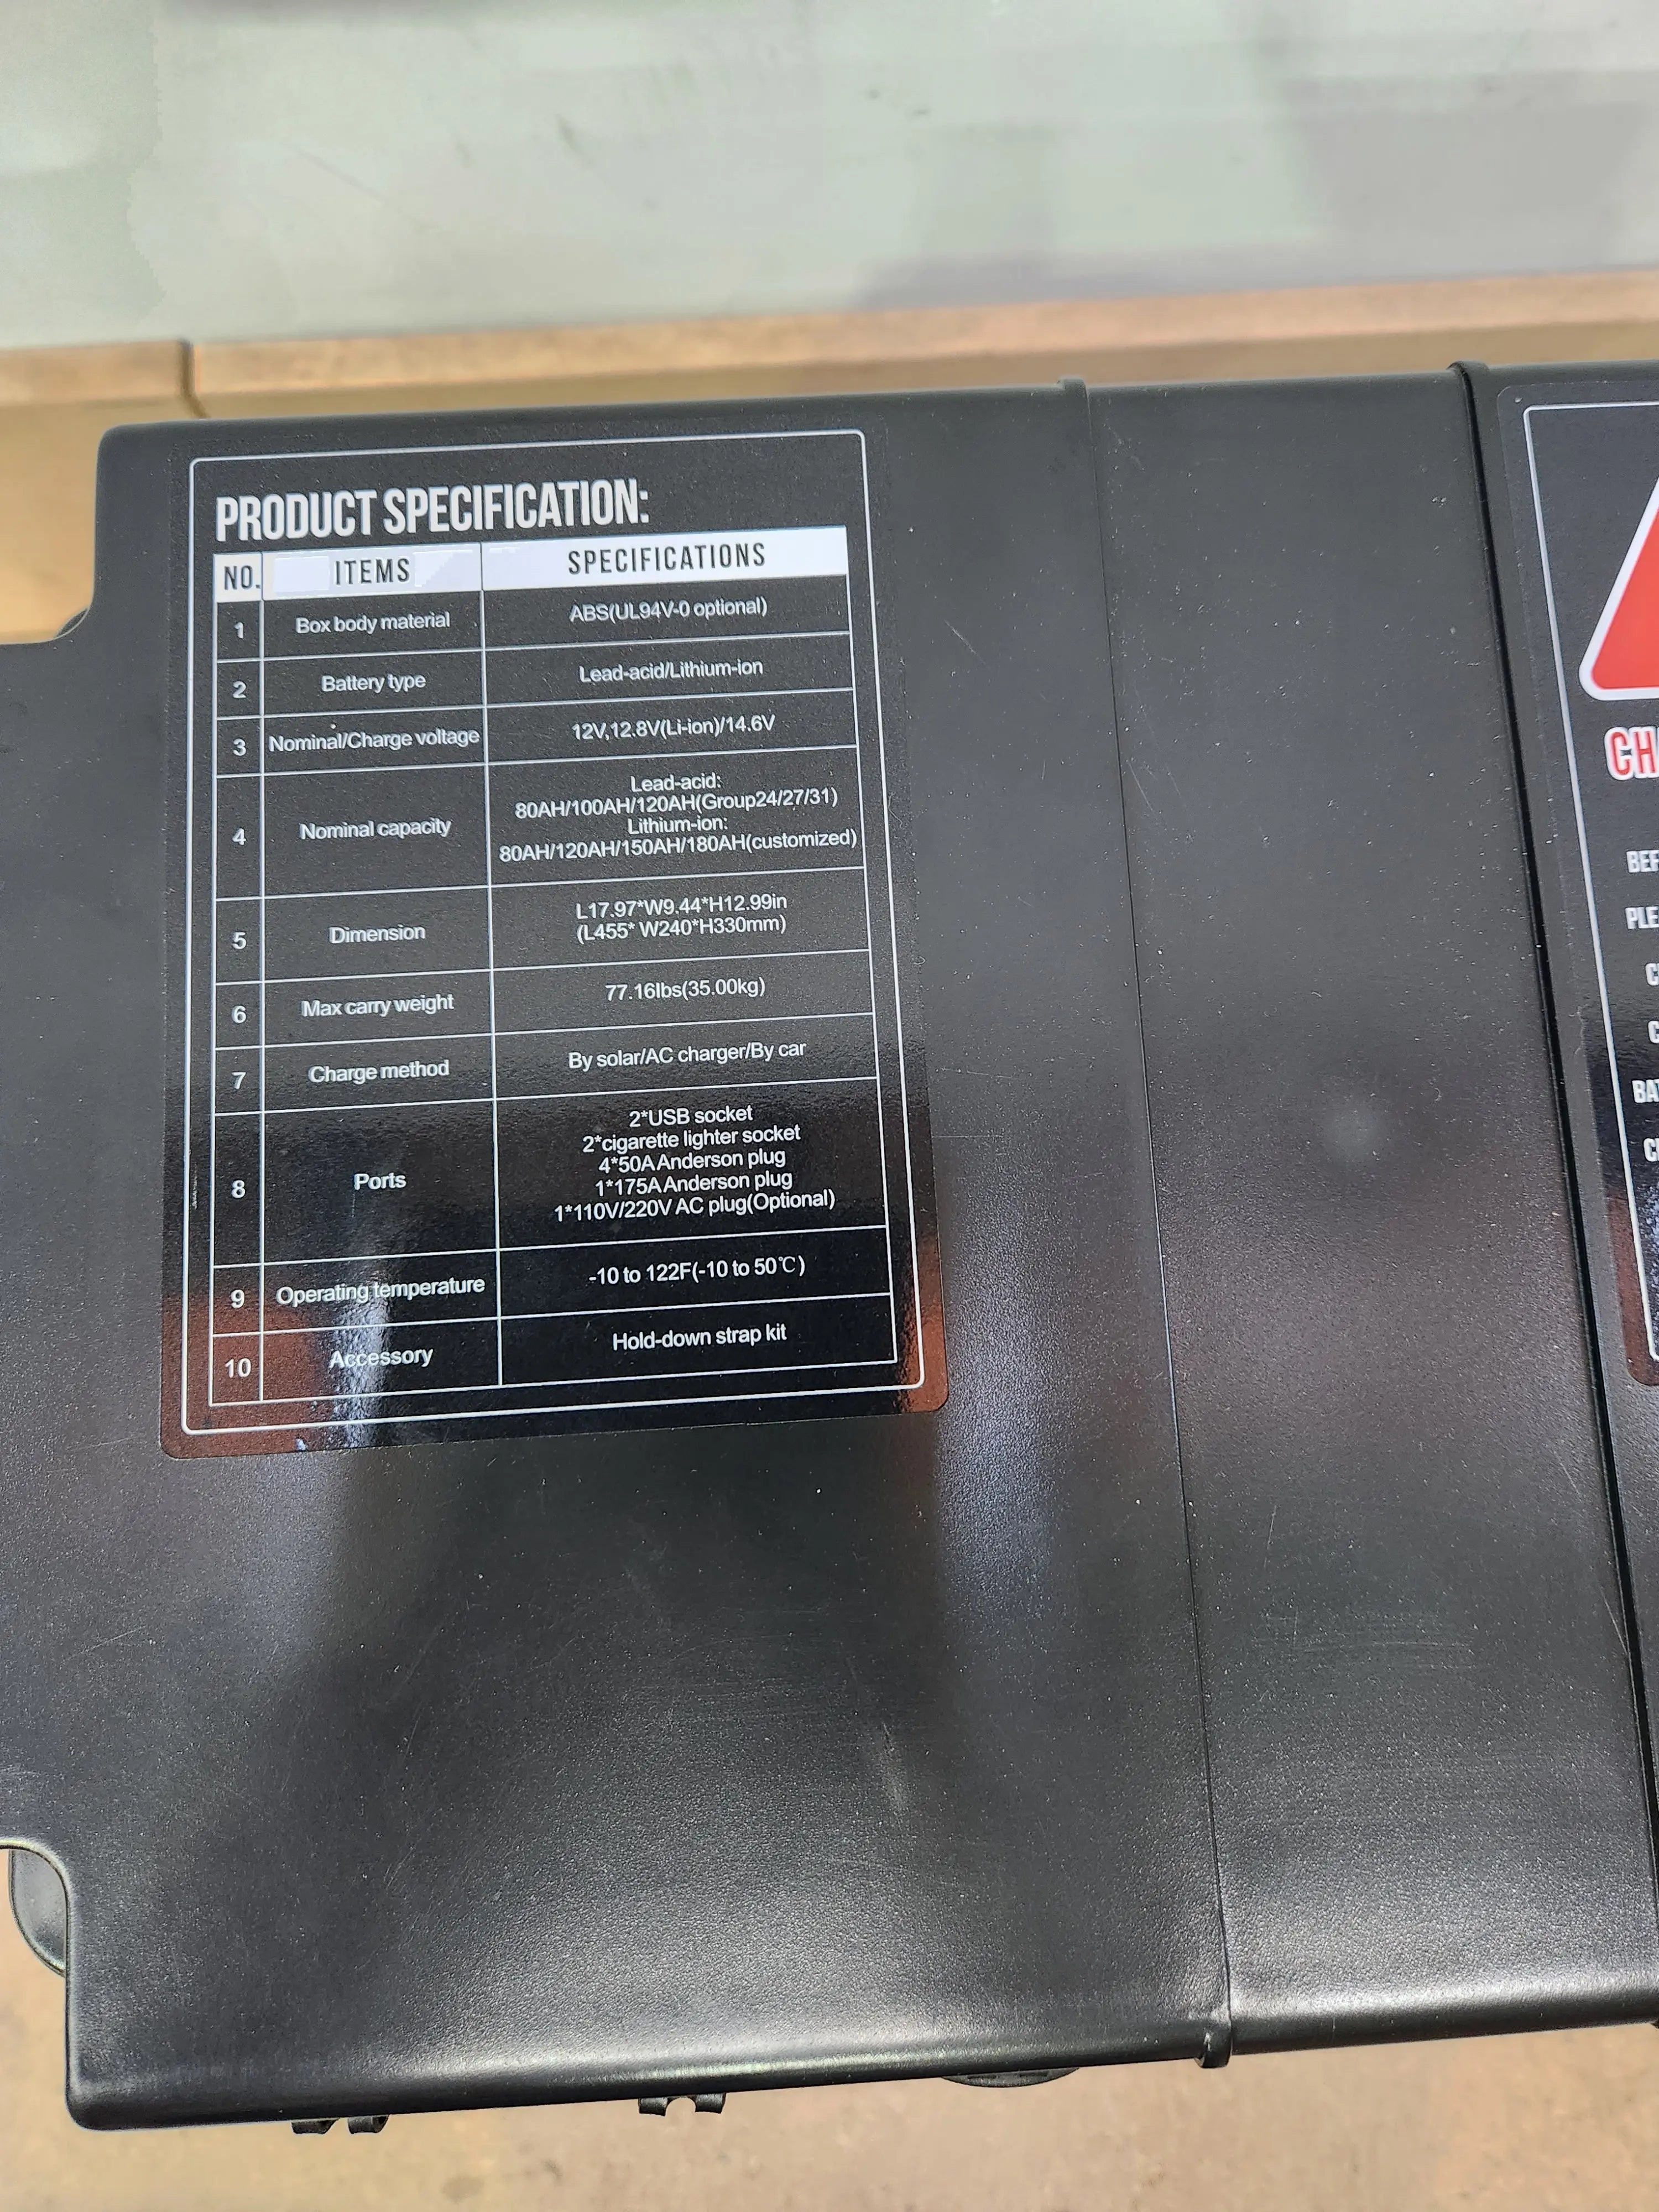 PRODUCT SPECIFICATION:
NO. ITEMS SPECIFICATIONS
1 Box body material ABS(UL94V-0 optional)
2 Battery type Lead-acid/Lithium-ion
3 Nominal/Charge voltage 12V,12.8V(Li-ion)/14.6V
4 Nominal capacity Lead-acid:
80AH/100AH/120AH(Group24/27/31)
Lithium-ion:
80AH/120AH/150AH/180AH(customized)
5 Dimension L17.97*W9.44*H12.99in
(L455* W240*H330mm)
6 Max carry weight 77.16lbs(35.00kg)
7 Charge method By solar/AC charger/By car
8 Ports 2*USB socket
2*cigarette lighter socket
4*50A Anderson plug
1*175A Anderson plug
1*110V/220V AC plug(Optional)
9 Operating temperature -10 to 122F(-10 to 50℃)
10 Accessory Hold-down strap kit